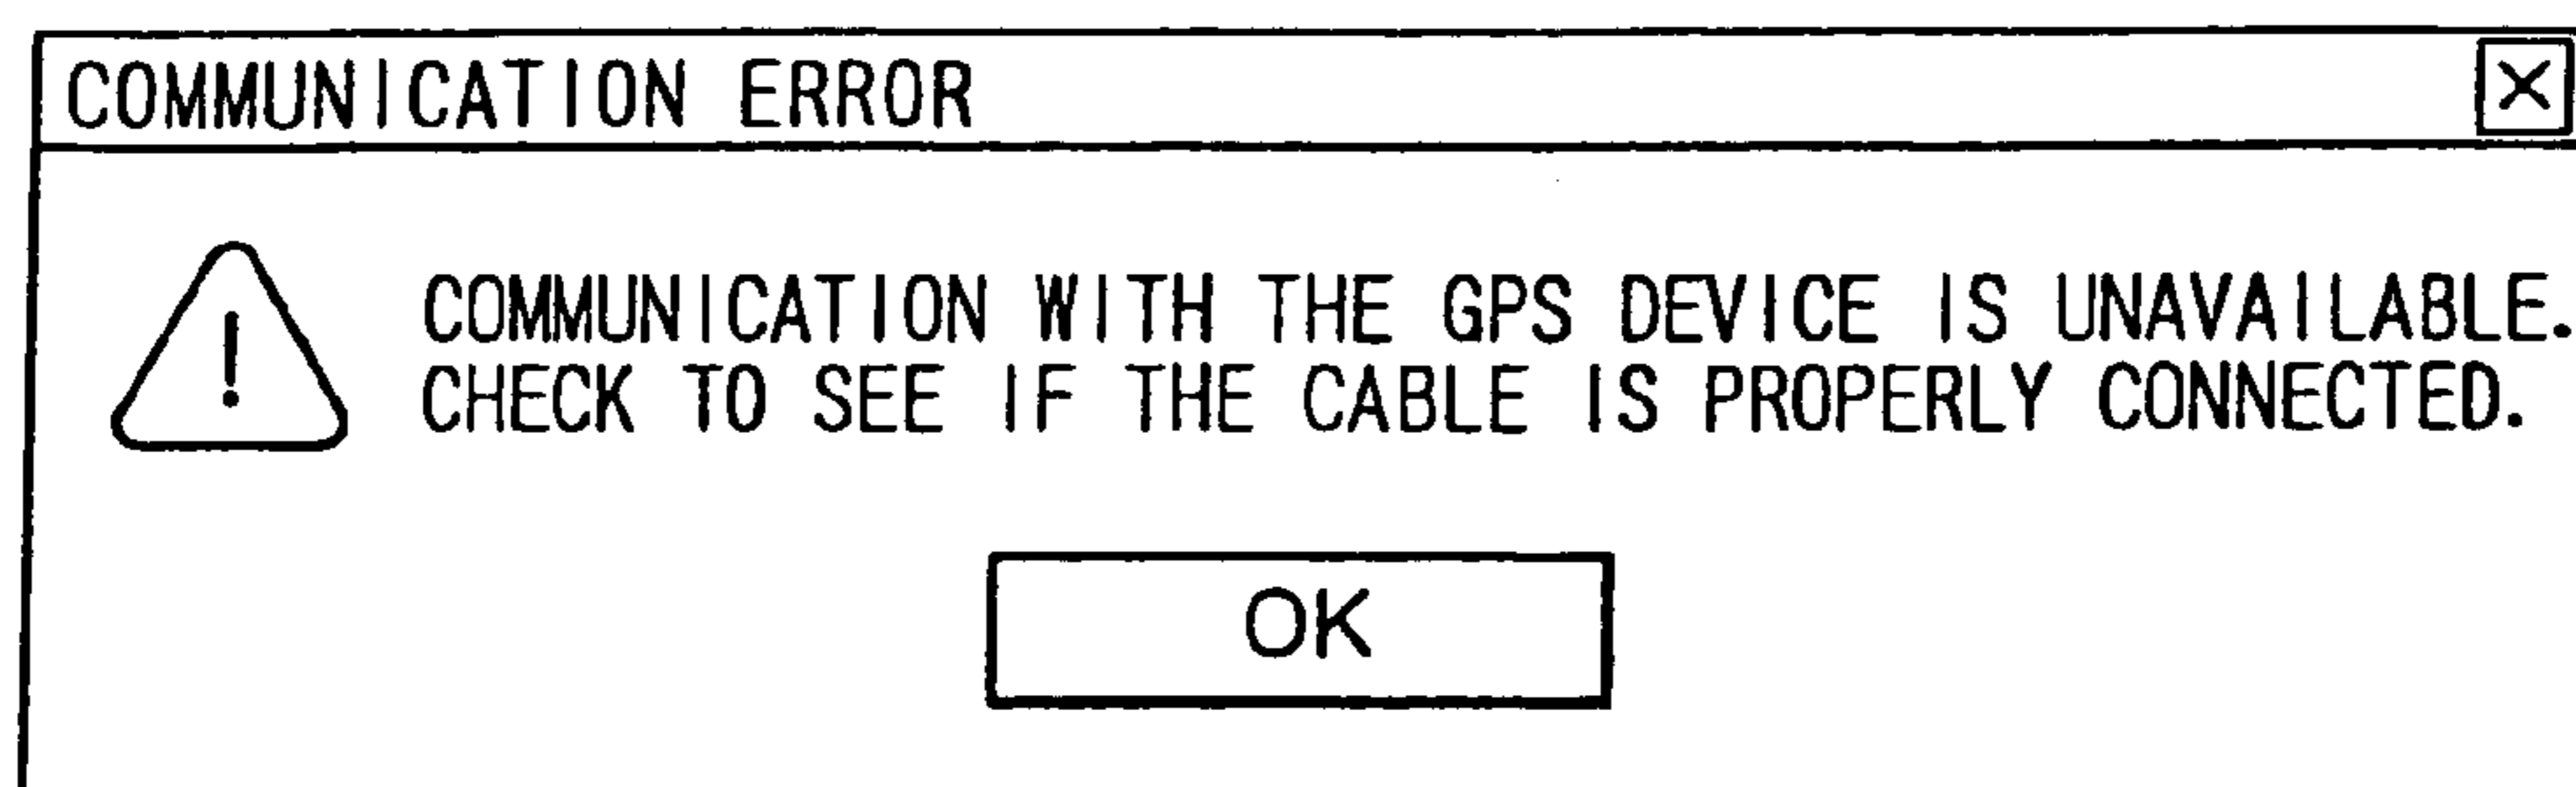 COMMUNICATION ERROR
COMMUNICATION WITH THE GPS DEVICE IS UNAVAILABLE.
CHECK TO SEE IF THE CABLE IS PROPERLY CONNECTED.
OK